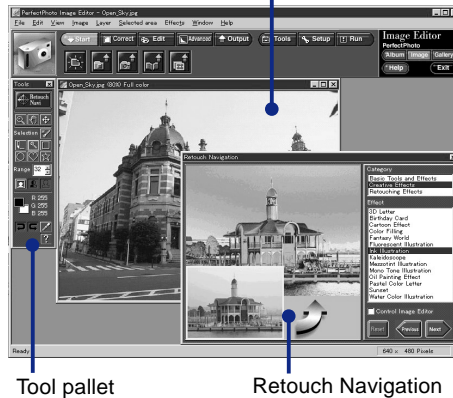 PerfectPhoto Image Editor - Open_Sky.jpg
File Edit View Image Layer Selected area Effects Window Help
Start Correct Edit Advanced Output Tools Setup Run
Image Editor
PerfectPhoto
Album Image Gallery
Help Exit
Tools
Open_Sky.jpg (80%) Full color
Retouch
Navi
Selection
Range 32
R 255
G 255
B 255
Retouch Navigation
Category
Basic Tools and Effects
Creative Effects
Retouching Effects
Effect
3D Letter
Birthday Card
Cartoon Effect
Color Filling
Fantasy World
Fluorescent Illustration
Ink Illustration
Kaleidoscope
Mezzotint Illustration
Mono Tone Illustration
Oil Painting Effect
Pastel Color Letter
Sunset
Water Color Illustration
Control Image Editor
Reset Previous Next
Ready
640 x 480 Pixels
Tool pallet
Retouch Navigation